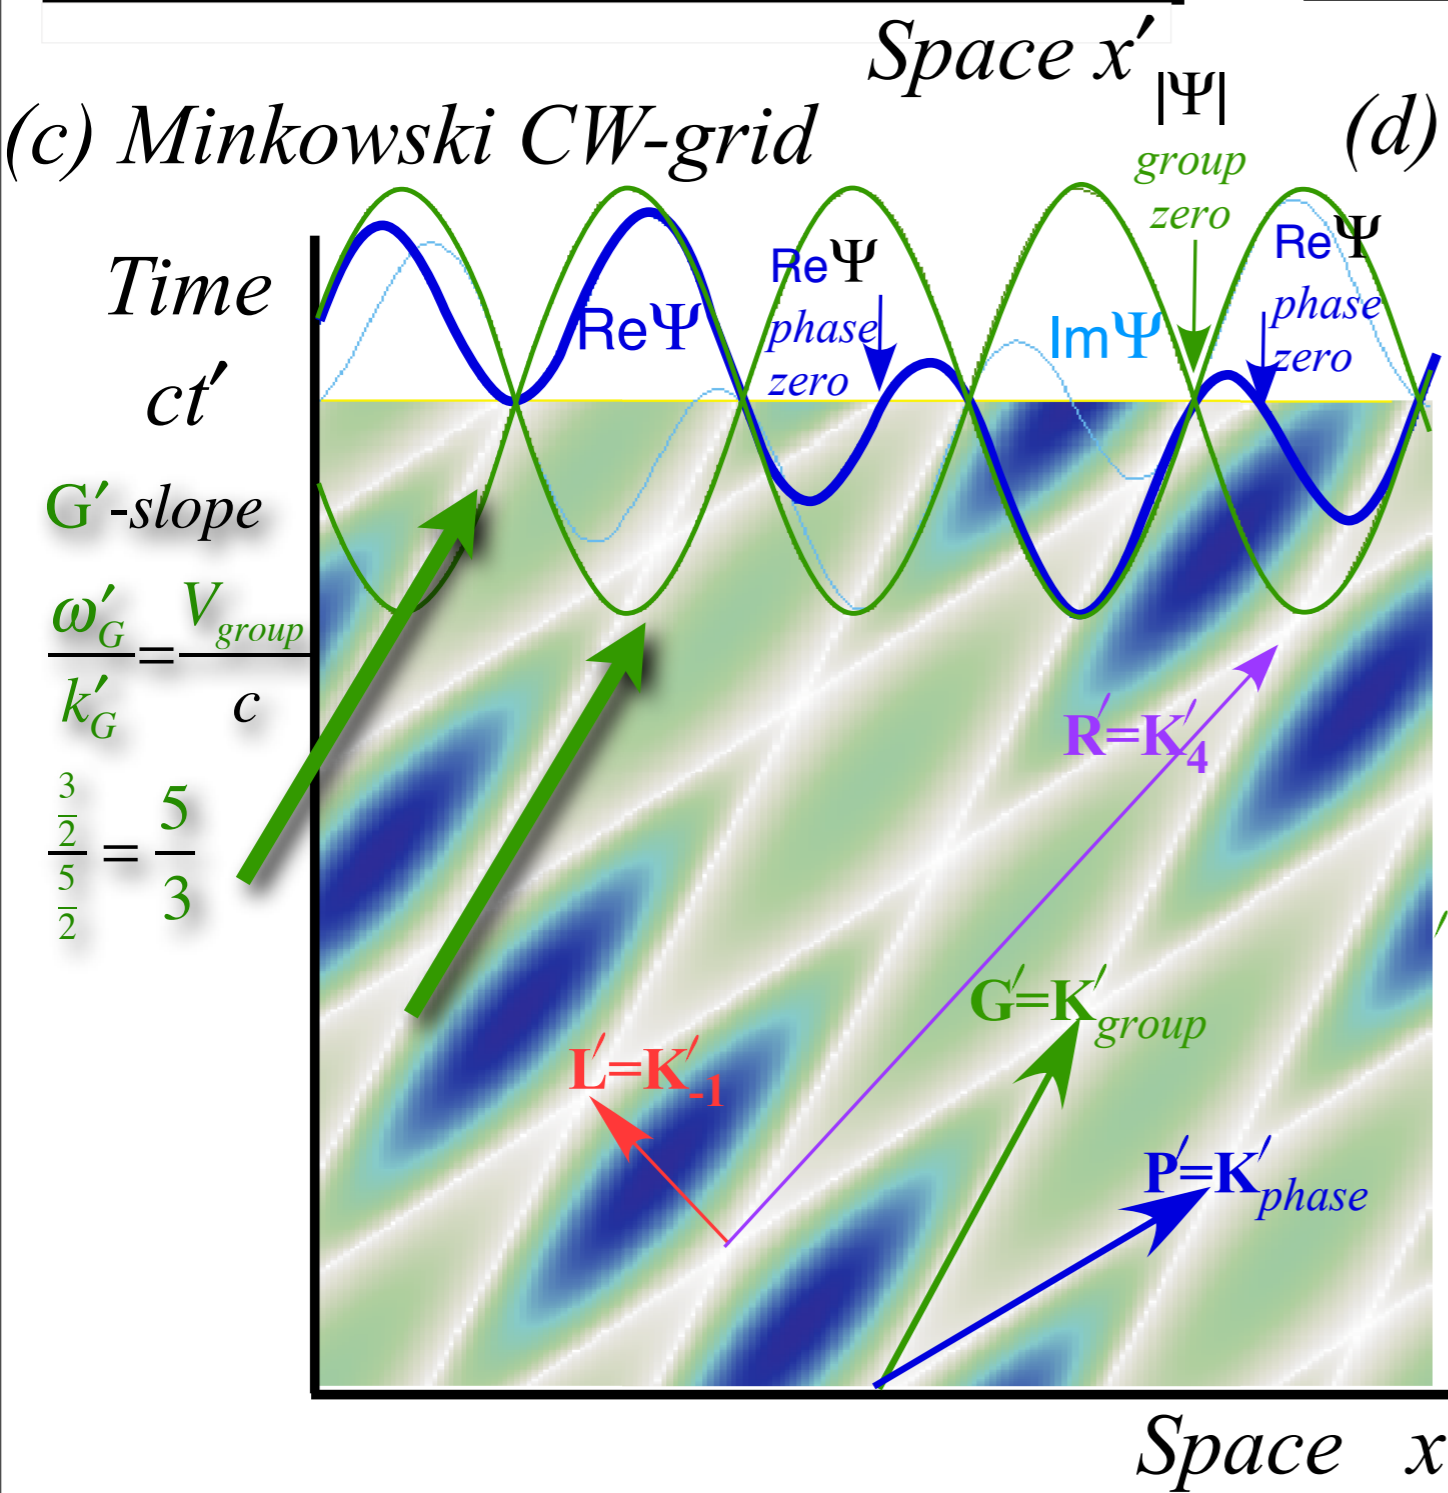 Space x′
|Ψ|
(c) Minkowski CW-grid
(d)
group
zero
Time
ct′
ReΨ
ReΨ
phase
zero
ImΨ
ReΨ
phase
zero
G′-slope
ω′G/k′G = Vgroup/c
3/2 / 5/2 = 5/3
R′=K′4
G′=K′group
L′=K′-1
P′=K′phase
Space x